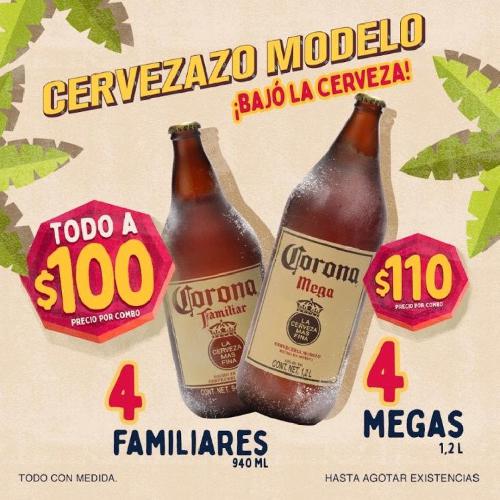 CERVEZAZO MODELO
¡BAJÓ LA CERVEZA!
TODO A
$100
PRECIO POR COMBO
$110
PRECIO POR COMBO
Corona
Familiar
LA
CERVEZA
MAS
FINA
Corona
Mega
LA
CERVEZA
MAS
FINA
CERVECERIA MODELO
CONT. NET. 1,2 L
4
FAMILIARES
940 ML
4
MEGAS
1,2 L
TODO CON MEDIDA.
HASTA AGOTAR EXISTENCIAS